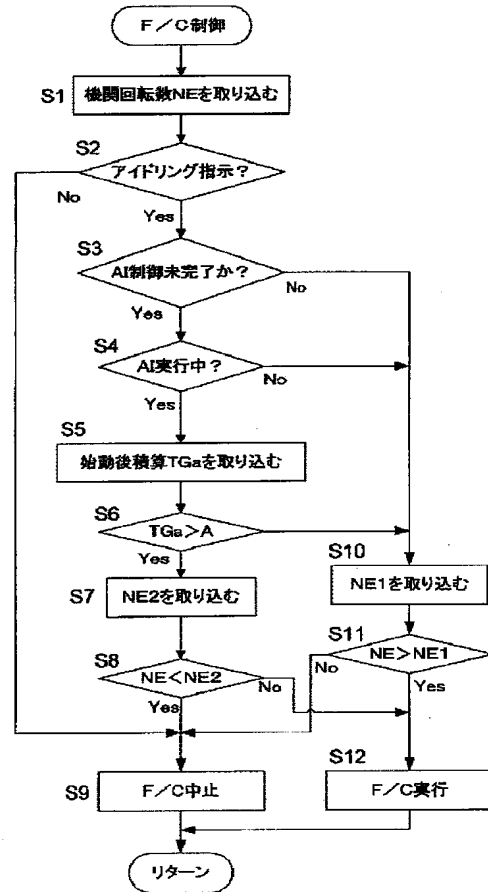 F/C制御
S1
機関回転数NEを取り込む
S2
アイドリング指示?
No
Yes
S3
AI制御未完了か?
No
Yes
S4
AI実行中?
No
Yes
S5
始動後積算TGaを取り込む
S6
TGa>A
Yes
S7
NE2を取り込む
S8
NE<NE2
No
Yes
S9
F/C中止
S10
NE1を取り込む
S11
NE>NE1
No
Yes
S12
F/C実行
リターン